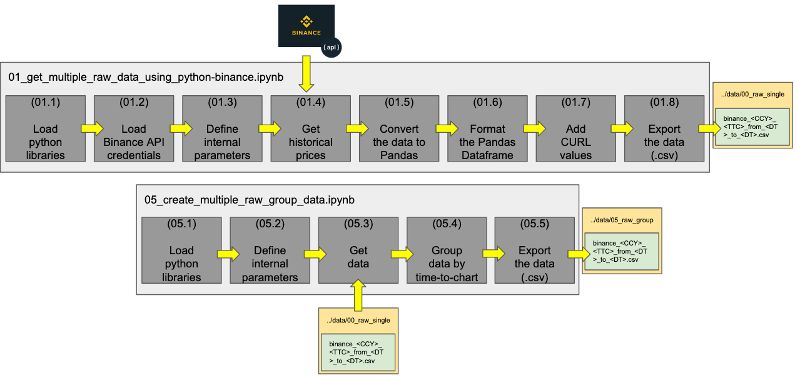 BINANCE
{api}
01_get_multiple_raw_data_using_python-binance.ipynb
(01.1)
Load
python
libraries
(01.2)
Load
Binance API
credentials
(01.3)
Define
internal
parameters
(01.4)
Get
historical
prices
(01.5)
Convert
the data to
Pandas
(01.6)
Format
the Pandas
Dataframe
(01.7)
Add
CURL
values
(01.8)
Export
the data
(.csv)
../data/00_raw_single
binance_<CCY>_
<TTC>_from_<DT
>_to_<DT>.csv
05_create_multiple_raw_group_data.ipynb
(05.1)
Load
python
libraries
(05.2)
Define
internal
parameters
(05.3)
Get
data
(05.4)
Group
data by
time-to-chart
(05.5)
Export
the data
(.csv)
../data/05_raw_group
binance_<CCY>_
<TTC>_from_<DT
>_to_<DT>.csv
../data/00_raw_single
binance_<CCY>_
<TTC>_from_<DT
>_to_<DT>.csv